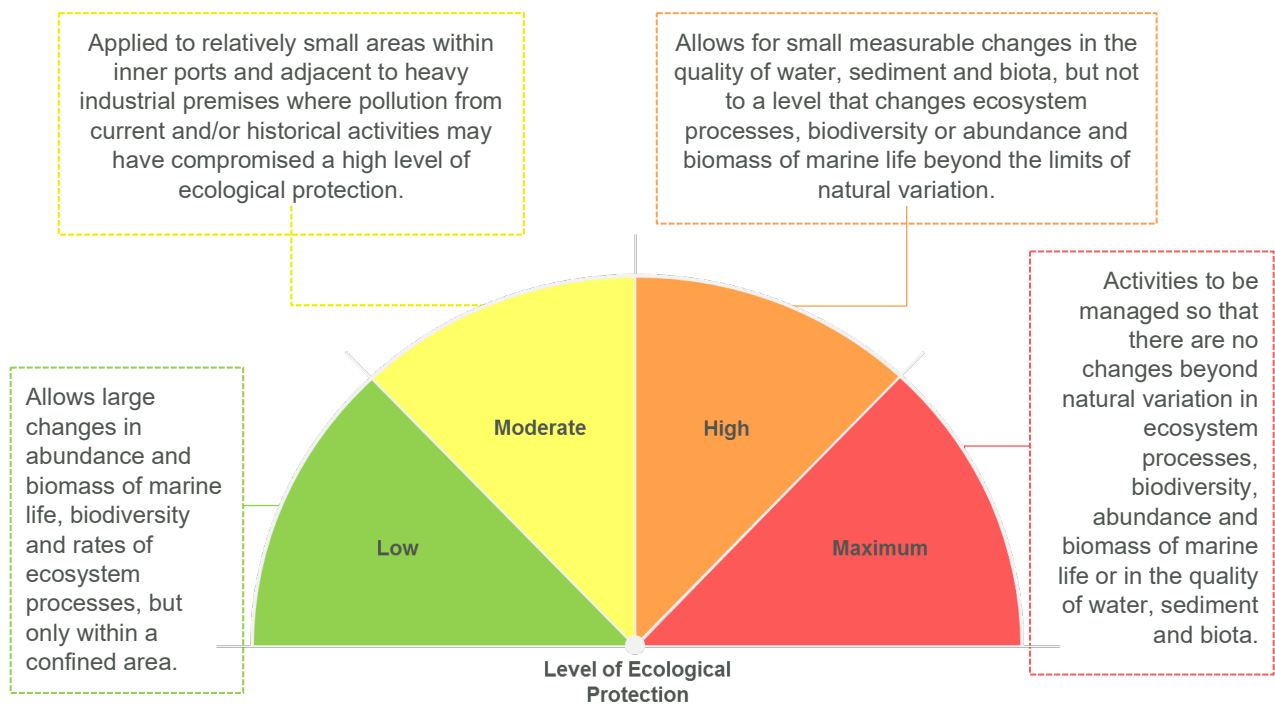 Applied to relatively small areas within
inner ports and adjacent to heavy
industrial premises where pollution from
current and/or historical activities may
have compromised a high level of
ecological protection.
Allows for small measurable changes in the
quality of water, sediment and biota, but not
to a level that changes ecosystem
processes, biodiversity or abundance and
biomass of marine life beyond the limits of
natural variation.
Allows large
changes in
abundance and
biomass of marine
life, biodiversity
and rates of
ecosystem
processes, but
only within a
confined area.
Activities to be
managed so that
there are no
changes beyond
natural variation in
ecosystem
processes,
biodiversity,
abundance and
biomass of marine
life or in the quality
of water, sediment
and biota.
Low
Moderate
High
Maximum
Level of Ecological
Protection